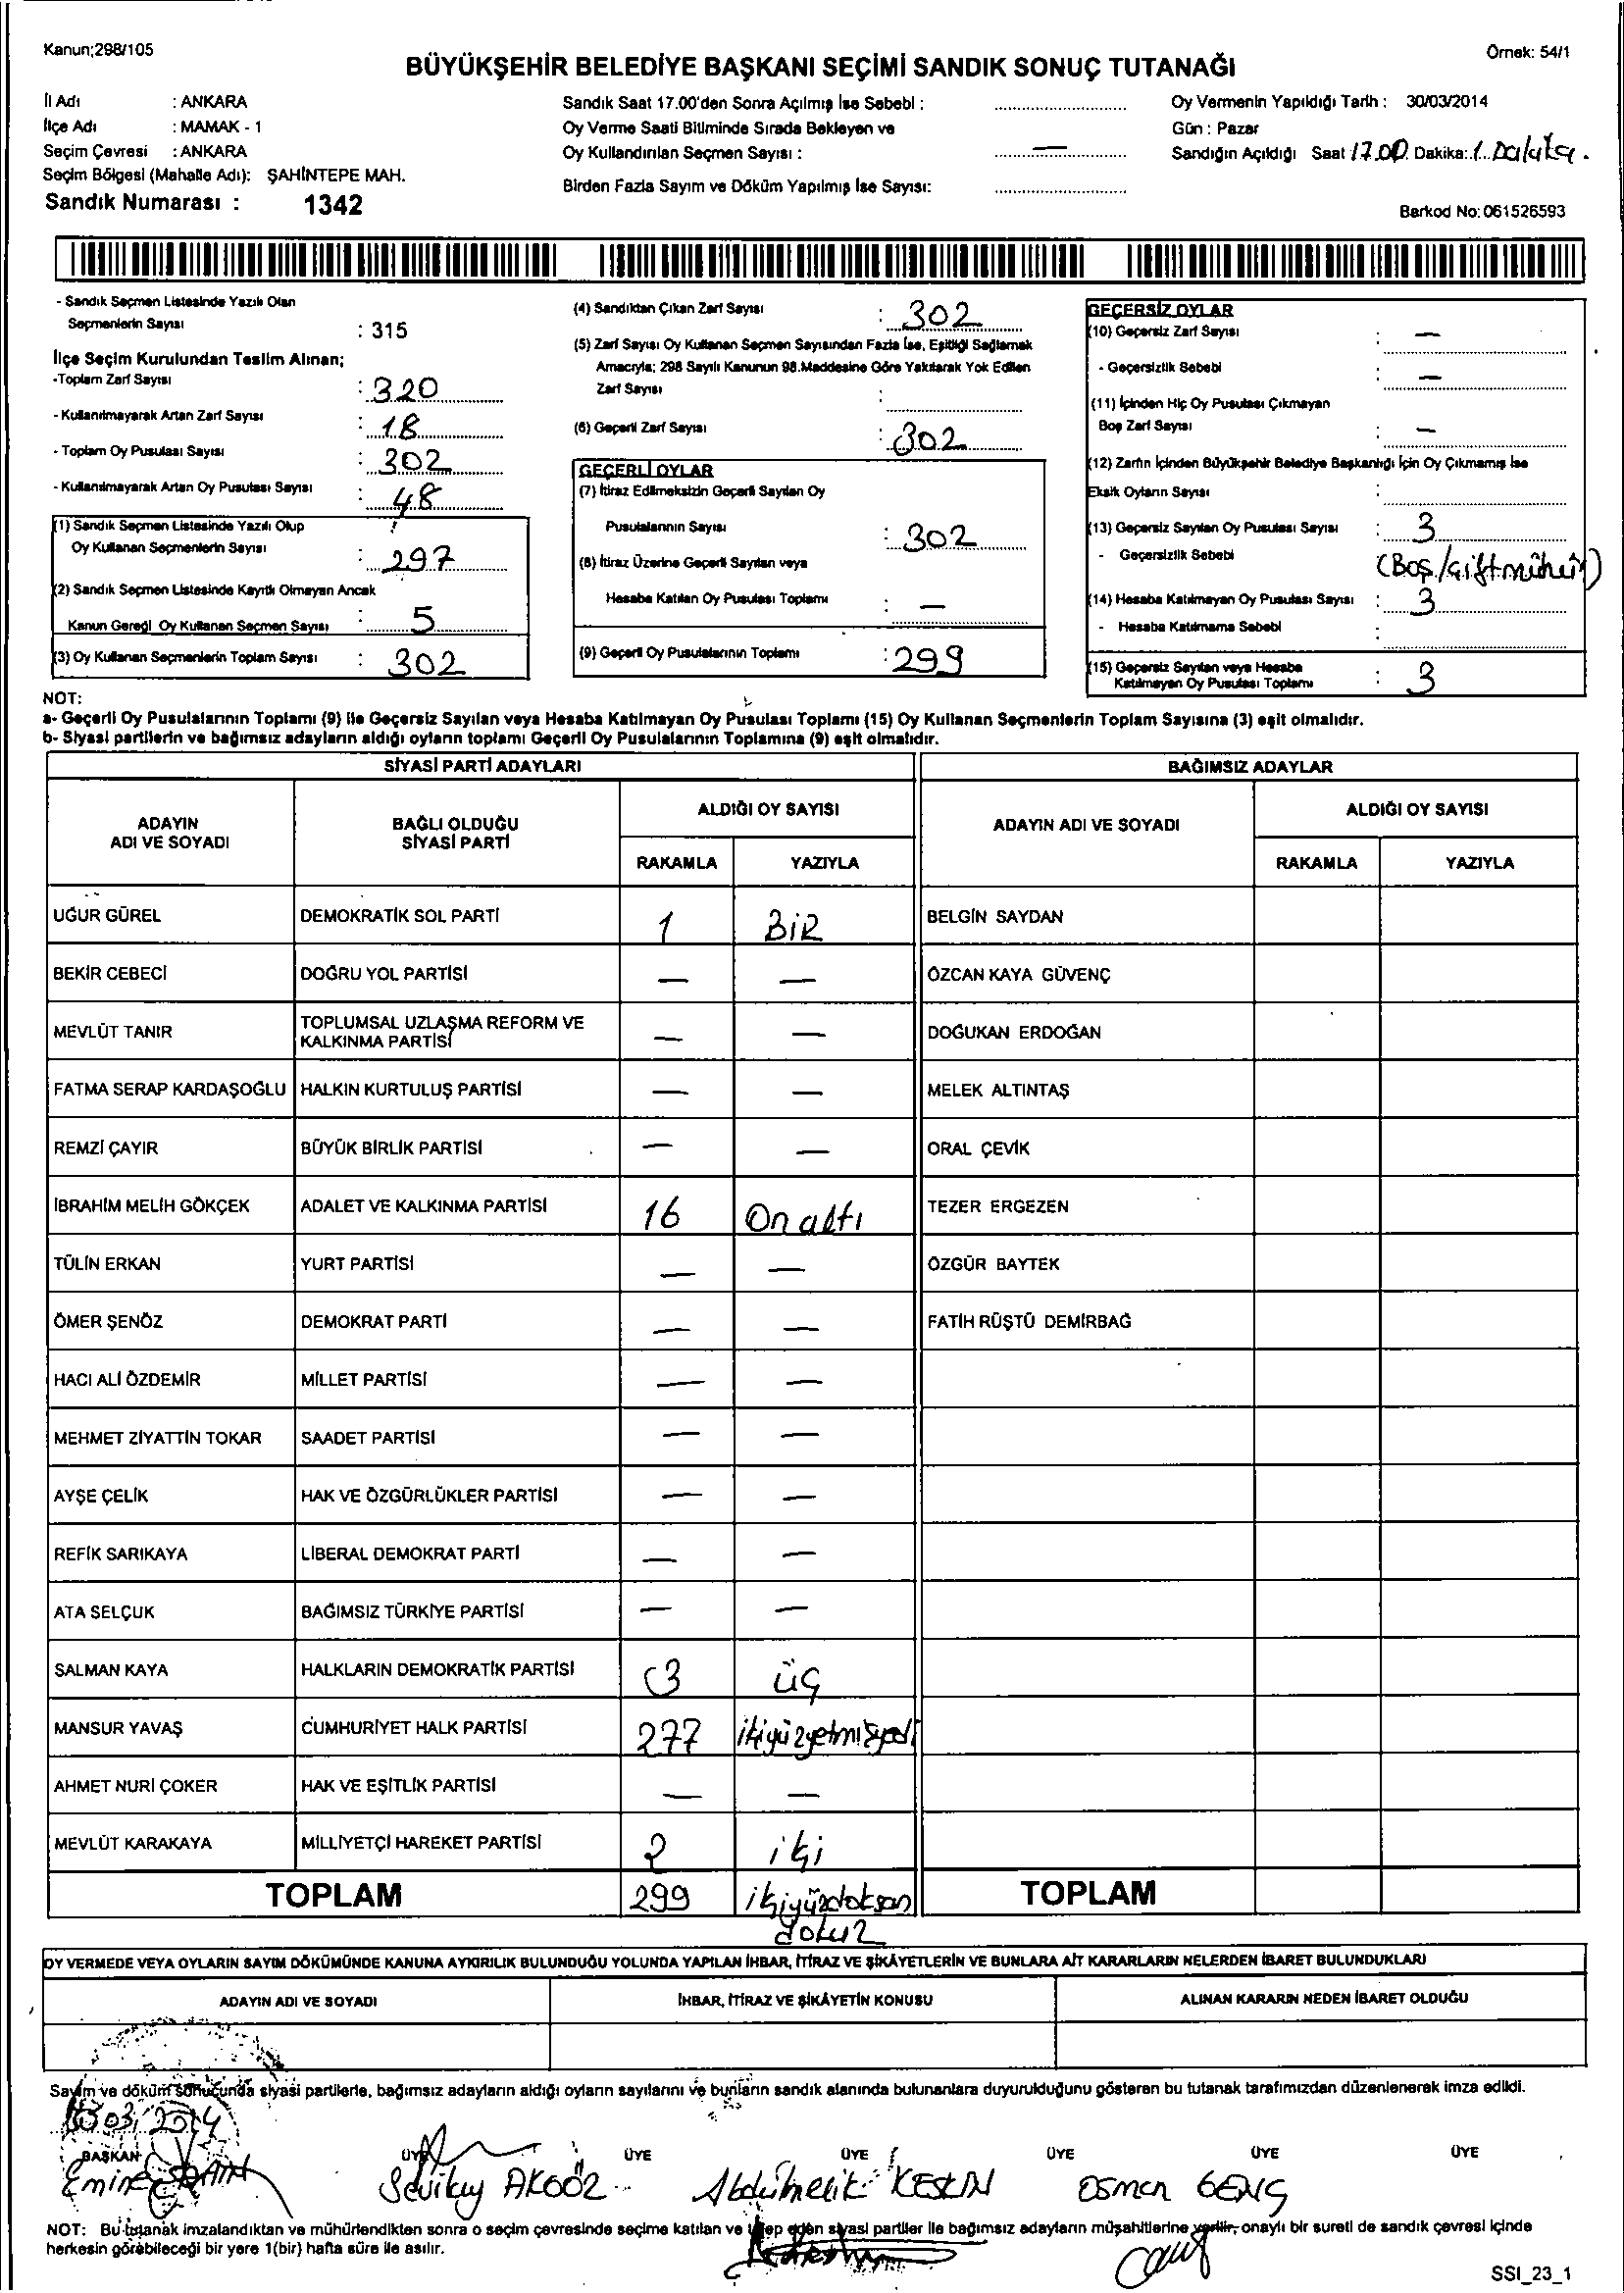 Kanun;298/105
Örnek: 54/1
BÜYÜKŞEHİR BELEDİYE BAŞKANI SEÇİMİ SANDIK SONUÇ TUTANAĞI
İl Adı : ANKARA
İlçe Adı : MAMAK - 1
Seçim Çevresi : ANKARA
Seçim Bölgesi (Mahalle Adı): ŞAHİNTEPE MAH.
Sandık Numarası : 1342
Sandık Saat 17.00'den Sonra Açılmış İse Sebebi :
Oy Verme Saati Bitiminde Sırada Bekleyen ve
Oy Kullandırılan Seçmen Sayısı : —
Birden Fazla Sayım ve Döküm Yapılmış İse Sayısı:
Oy Vermenin Yapıldığı Tarih : 30/03/2014
Gün : Pazar
Sandığın Açıldığı Saat 17.00 Dakika: 1. Dakika.
Barkod No: 061526593
- Sandık Seçmen Listesinde Yazılı Olan
Seçmenlerin Sayısı : 315
İlçe Seçim Kurulundan Teslim Alınan;
-Toplam Zarf Sayısı : 320
- Kullanılmayarak Artan Zarf Sayısı : 18
- Toplam Oy Pusulası Sayısı : 302
- Kullanılmayarak Artan Oy Pusulası Sayısı : 48
(1) Sandık Seçmen Listesinde Yazılı Olup
Oy Kullanan Seçmenlerin Sayısı : 297
(2) Sandık Seçmen Listesinde Kayıtlı Olmayan Ancak
Kanun Gereği Oy Kullanan Seçmen Sayısı : 5
(3) Oy Kullanan Seçmenlerin Toplam Sayısı : 302
(4) Sandıktan Çıkan Zarf Sayısı : 302
(5) Zarf Sayısı Oy Kullanan Seçmen Sayısından Fazla İse, Eşitliği Sağlamak
Amacıyla; 298 Sayılı Kanunun 98.Maddesine Göre Yakılarak Yok Edilen
Zarf Sayısı :
(6) Geçerli Zarf Sayısı : 302
GEÇERLİ OYLAR
(7) İtiraz Edilmeksizin Geçerli Sayılan Oy
Pusulalarının Sayısı : 302
(8) İtiraz Üzerine Geçerli Sayılan veya
Hesaba Katılan Oy Pusulası Toplamı : —
(9) Geçerli Oy Pusulalarının Toplamı : 299
GEÇERSİZ OYLAR
(10) Geçersiz Zarf Sayısı : —
- Geçersizlik Sebebi : —
(11) İçinden Hiç Oy Pusulası Çıkmayan
Boş Zarf Sayısı : —
(12) Zarfın İçinden Büyükşehir Belediye Başkanlığı İçin Oy Çıkmamış İse
Eksik Oyların Sayısı :
(13) Geçersiz Sayılan Oy Pusulası Sayısı : 3
- Geçersizlik Sebebi (Boş/çift mühür)
(14) Hesaba Katılmayan Oy Pusulası Sayısı : 3
- Hesaba Katılmama Sebebi :
(15) Geçersiz Sayılan veya Hesaba
Katılmayan Oy Pusulası Toplamı : 3
NOT:
a- Geçerli Oy Pusulalarının Toplamı (9) ile Geçersiz Sayılan veya Hesaba Katılmayan Oy Pusulası Toplamı (15) Oy Kullanan Seçmenlerin Toplam Sayısına (3) eşit olmalıdır.
b- Siyasi partilerin ve bağımsız adayların aldığı oyların toplamı Geçerli Oy Pusulalarının Toplamına (9) eşit olmalıdır.
SİYASİ PARTİ ADAYLARI BAĞIMSIZ ADAYLAR
ADAYIN ADI VE SOYADI BAĞLI OLDUĞU SİYASİ PARTİ ALDIĞI OY SAYISI ADAYIN ADI VE SOYADI ALDIĞI OY SAYISI
RAKAMLA YAZIYLA RAKAMLA YAZIYLA
UĞUR GÜREL DEMOKRATİK SOL PARTİ 1 BİR BELGİN SAYDAN
BEKİR CEBECİ DOĞRU YOL PARTİSİ — — ÖZCAN KAYA GÜVENÇ
MEVLÜT TANIR TOPLUMSAL UZLAŞMA REFORM VE KALKINMA PARTİSİ — — DOĞUKAN ERDOĞAN
FATMA SERAP KARDAŞOĞLU HALKIN KURTULUŞ PARTİSİ — — MELEK ALTINTAŞ
REMZİ ÇAYIR BÜYÜK BİRLİK PARTİSİ — — ORAL ÇEVİK
İBRAHİM MELİH GÖKÇEK ADALET VE KALKINMA PARTİSİ 16 On altı TEZER ERGEZEN
TÜLİN ERKAN YURT PARTİSİ — — ÖZGÜR BAYTEK
ÖMER ŞENÖZ DEMOKRAT PARTİ — — FATİH RÜŞTÜ DEMİRBAĞ
HACI ALİ ÖZDEMİR MİLLET PARTİSİ — —
MEHMET ZİYATTİN TOKAR SAADET PARTİSİ — —
AYŞE ÇELİK HAK VE ÖZGÜRLÜKLER PARTİSİ — —
REFİK SARIKAYA LİBERAL DEMOKRAT PARTİ — —
ATA SELÇUK BAĞIMSIZ TÜRKİYE PARTİSİ — —
SALMAN KAYA HALKLARIN DEMOKRATİK PARTİSİ 3 üç
MANSUR YAVAŞ CUMHURİYET HALK PARTİSİ 277 ikiyüzyetmişyedi
AHMET NURİ ÇOKER HAK VE EŞİTLİK PARTİSİ — —
MEVLÜT KARAKAYA MİLLİYETÇİ HAREKET PARTİSİ 2 iki
TOPLAM 299 ikiyüzdoksan dokuz TOPLAM
OY VERMEDE VEYA OYLARIN SAYIM DÖKÜMÜNDE KANUNA AYKIRILIK BULUNDUĞU YOLUNDA YAPILAN İHBAR, İTİRAZ VE ŞİKÂYETLERİN VE BUNLARA AİT KARARLARIN NELERDEN İBARET BULUNDUKLARI
ADAYIN ADI VE SOYADI İHBAR, İTİRAZ VE ŞİKÂYETİN KONUSU ALINAN KARARIN NEDEN İBARET OLDUĞU
Sayım ve döküm sonucunda siyasi partilerle, bağımsız adayların aldığı oyların sayılarını ve bunların sandık alanında bulunanlara duyurulduğunu gösteren bu tutanak tarafımızdan düzenlenerek imza edildi.
BAŞKAN ÜYE ÜYE ÜYE ÜYE ÜYE ÜYE
Emine Sevilay AKGÖZ Abdülmelik KESKİN OSMAN GENÇ
NOT: Bu tutanak imzalandıktan ve mühürlendikten sonra o seçim çevresinde seçime katılan ve talep eden siyasi partiler ile bağımsız adayların müşahitlerine verilir, onaylı bir sureti de sandık çevresi içinde
herkesin görebileceği bir yere 1(bir) hafta süre ile asılır.
SSI_23_1